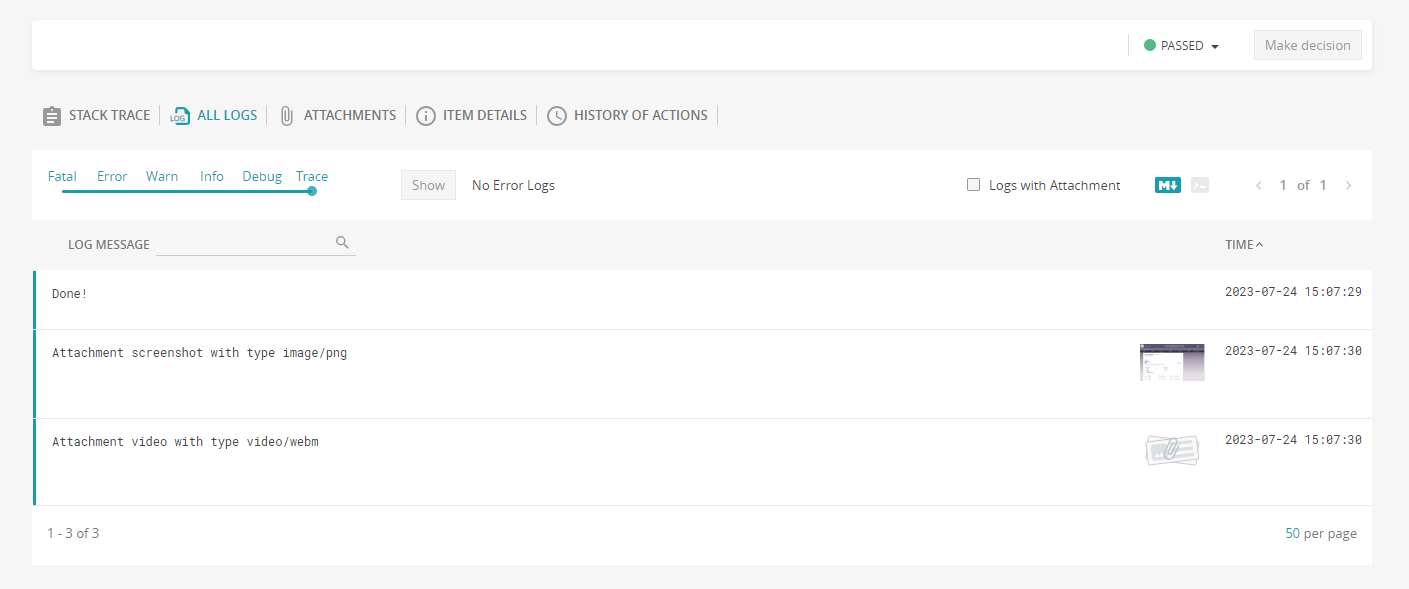 PASSED
Make decision
STACK TRACE
LOG
ALL LOGS
ATTACHMENTS
ITEM DETAILS
HISTORY OF ACTIONS
Fatal Error Warn Info Debug Trace
Show
No Error Logs
Logs with Attachment
M
1 of 1
LOG MESSAGE
TIME
Done!
2023-07-24 15:07:29
Attachment screenshot with type image/png
2023-07-24 15:07:30
Attachment video with type video/webm
2023-07-24 15:07:30
1 - 3 of 3
50 per page